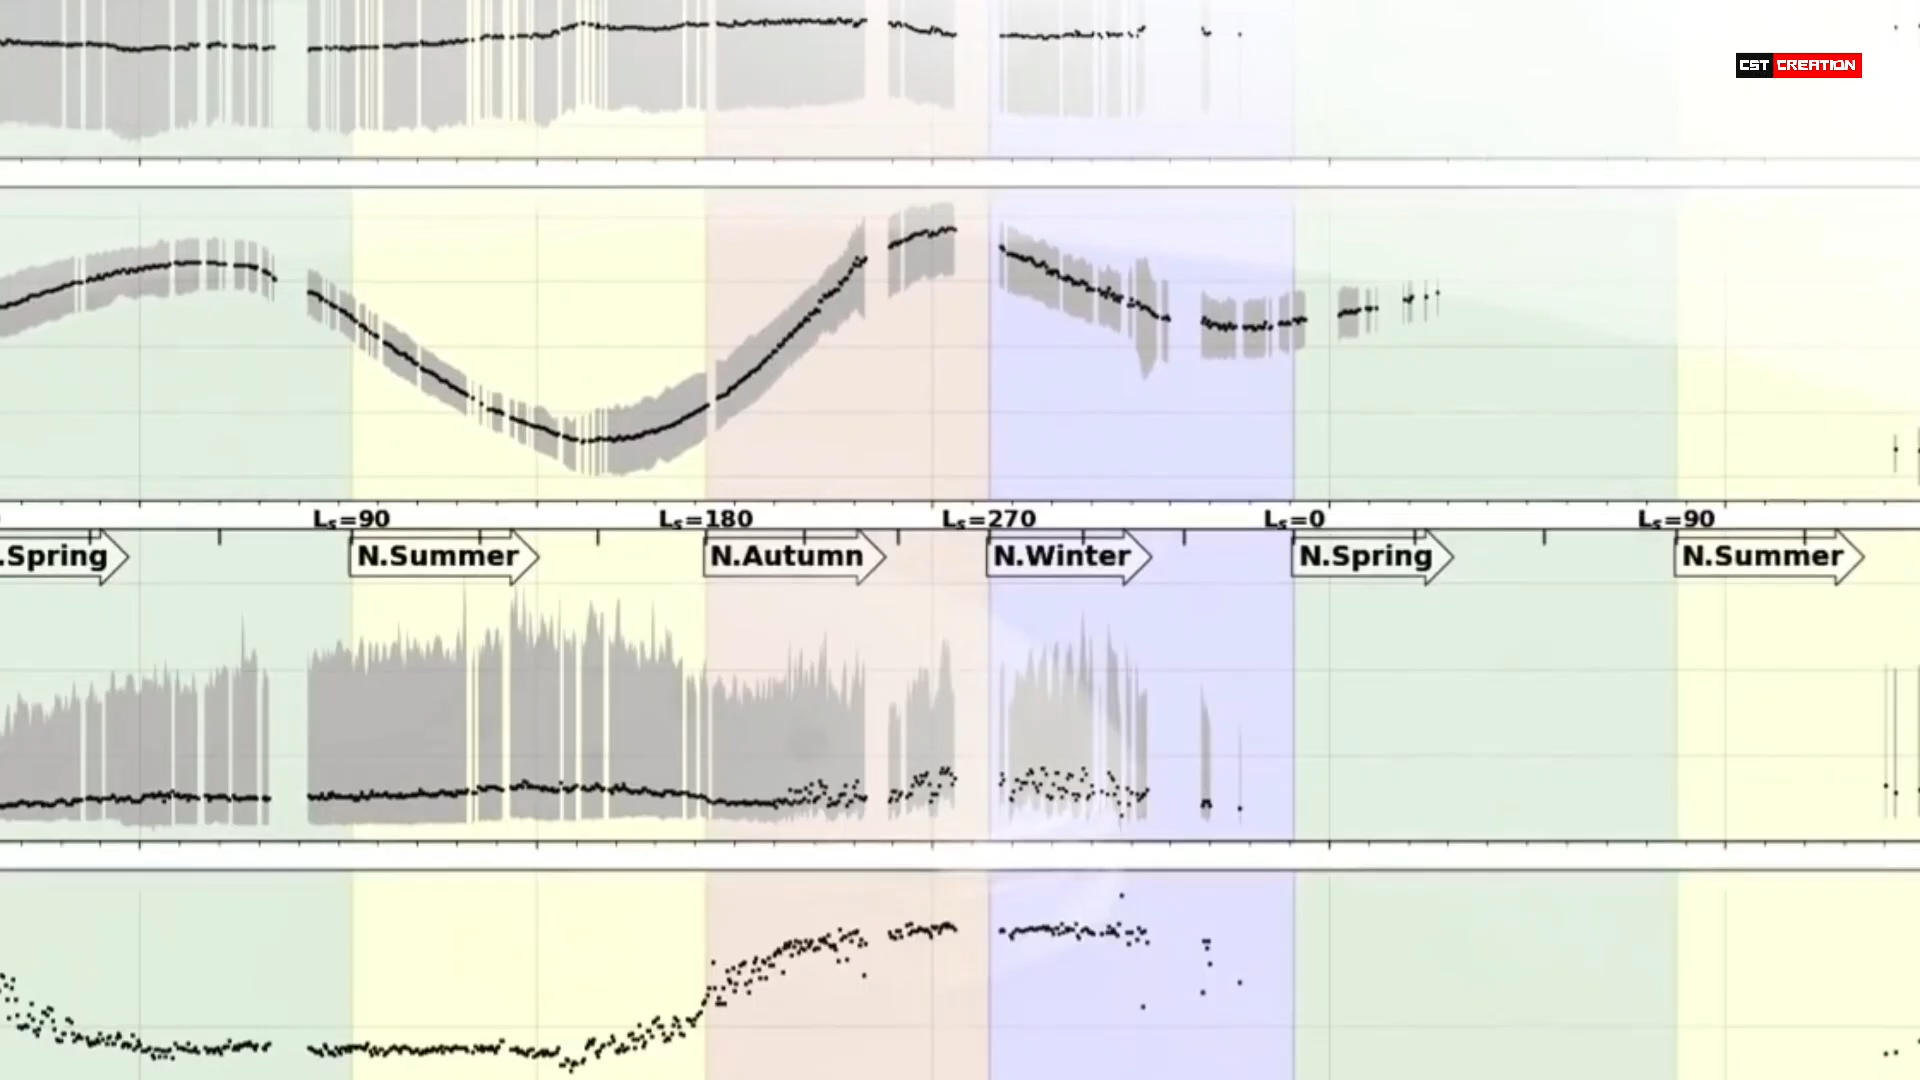 CST CREATION
Ls=90 Ls=180 Ls=270 Ls=0 Ls=90
.Spring N.Summer N.Autumn N.Winter N.Spring N.Summer